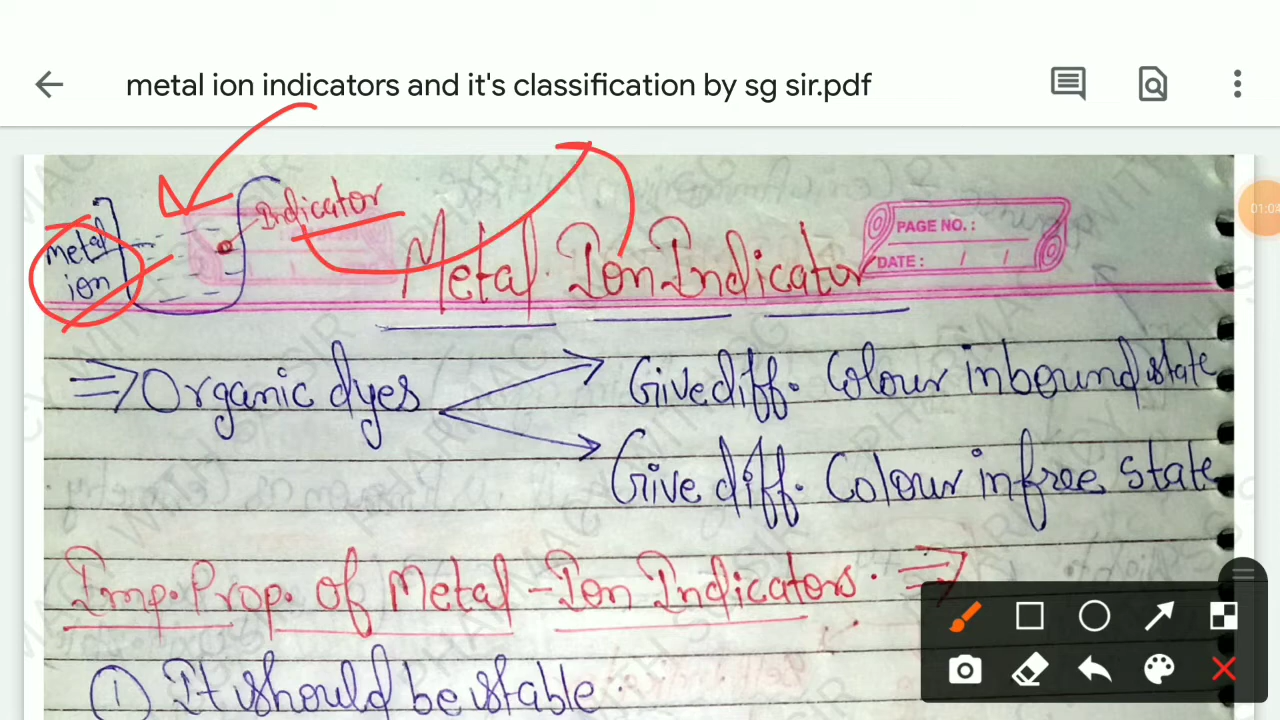 metal ion indicators and it's classification by sg sir.pdf
01:04
Indicator
metal
ion
Metal Ion Indicator
PAGE NO.:
DATE: / /
⇒ Organic dyes
Give diff. Colour in bound state
Give diff. Colour in free state
Imp. Prop. of Metal-Ion Indicators. ⇒
① It should be stable.